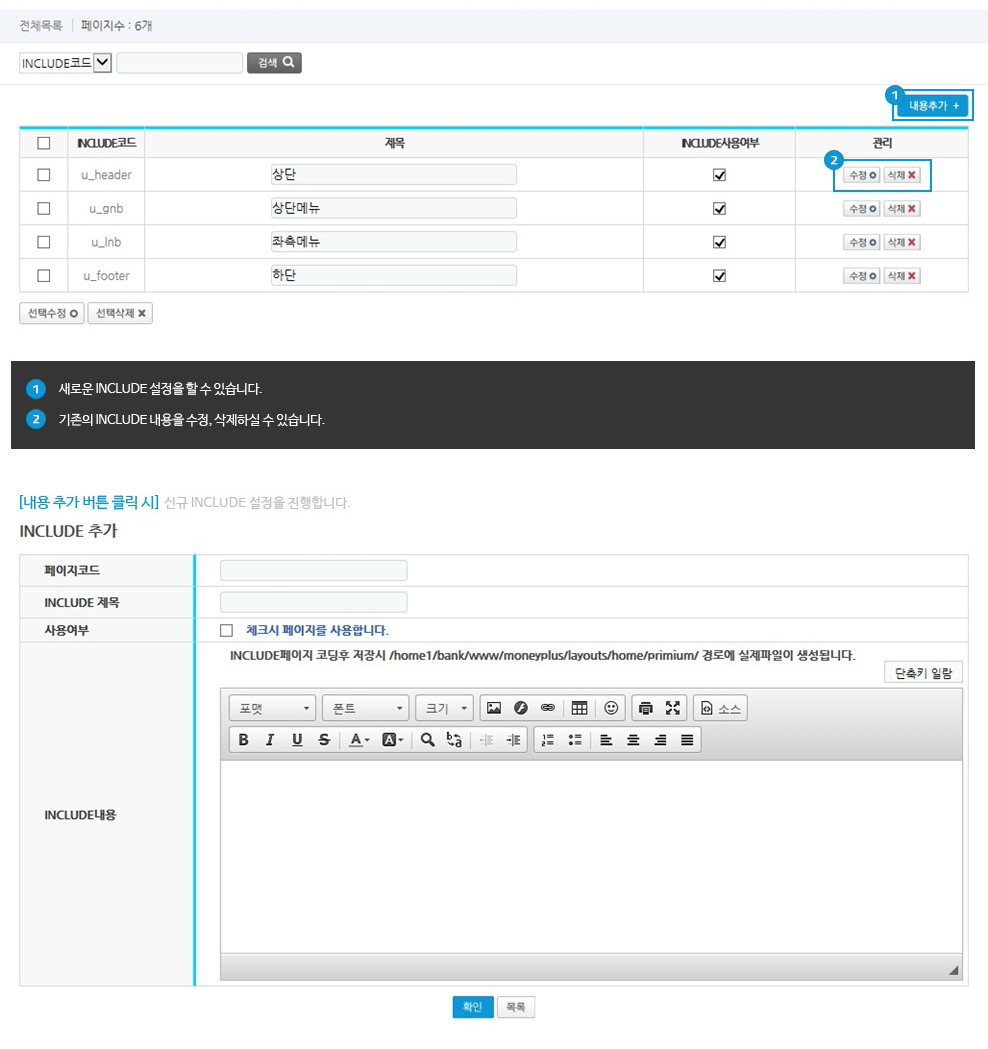 전체목록 | 페이지수 : 6개
INCLUDE코드 검색
1 내용추가 +
INCLUDE코드 제목 INCLUDE사용여부 관리
2
u_header 상단 수정 삭제
u_gnb 상단메뉴 수정 삭제
u_lnb 좌측메뉴 수정 삭제
u_footer 하단 수정 삭제
선택수정 선택삭제
1 새로운 INCLUDE 설정을 할 수 있습니다.
2 기존의 INCLUDE 내용을 수정, 삭제하실 수 있습니다.
[내용 추가 버튼 클릭 시] 신규 INCLUDE 설정을 진행합니다.
INCLUDE 추가
페이지코드
INCLUDE 제목
사용여부 체크시 페이지를 사용합니다.
INCLUDE페이지 코딩후 저장시 /home1/bank/www/moneyplus/layouts/home/primium/ 경로에 실제파일이 생성됩니다.
단축키 일람
포맷 폰트 크기 소스
B I U S A A
INCLUDE내용
확인 목록